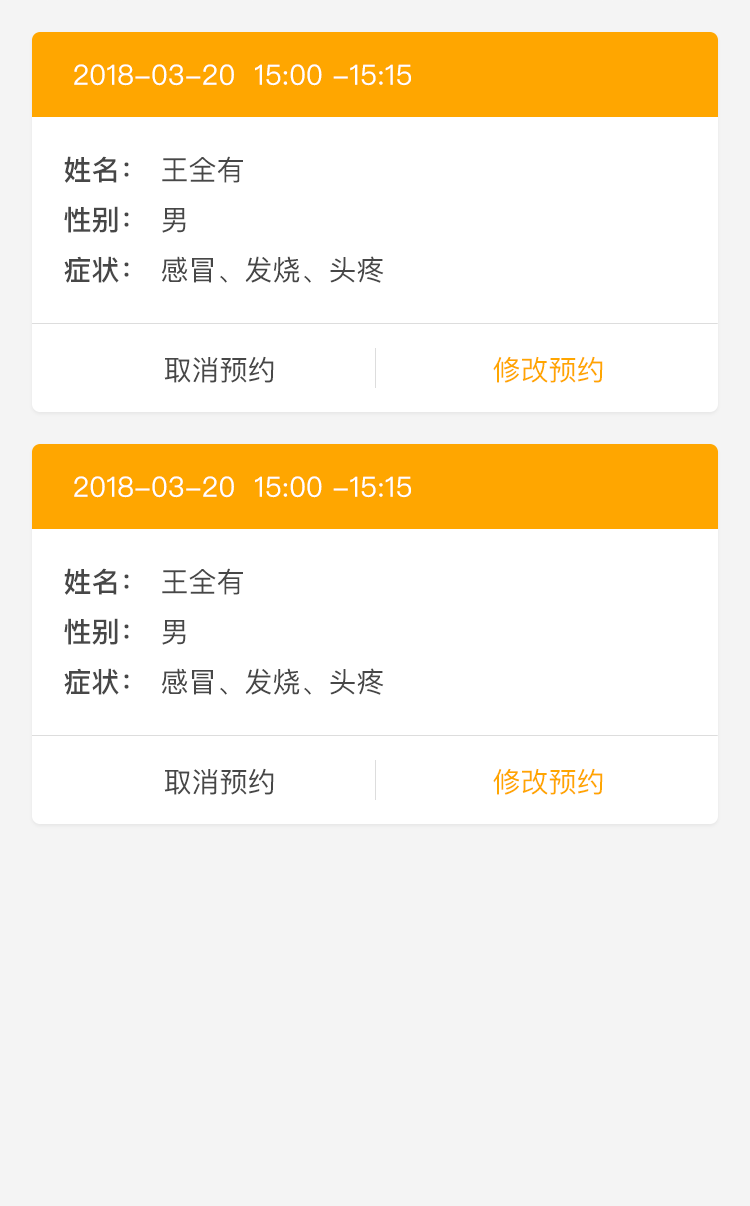 2018-03-20  15:00 -15:15
姓名： 王全有
性别： 男
症状： 感冒、发烧、头疼
取消预约 修改预约
2018-03-20  15:00 -15:15
姓名： 王全有
性别： 男
症状： 感冒、发烧、头疼
取消预约 修改预约